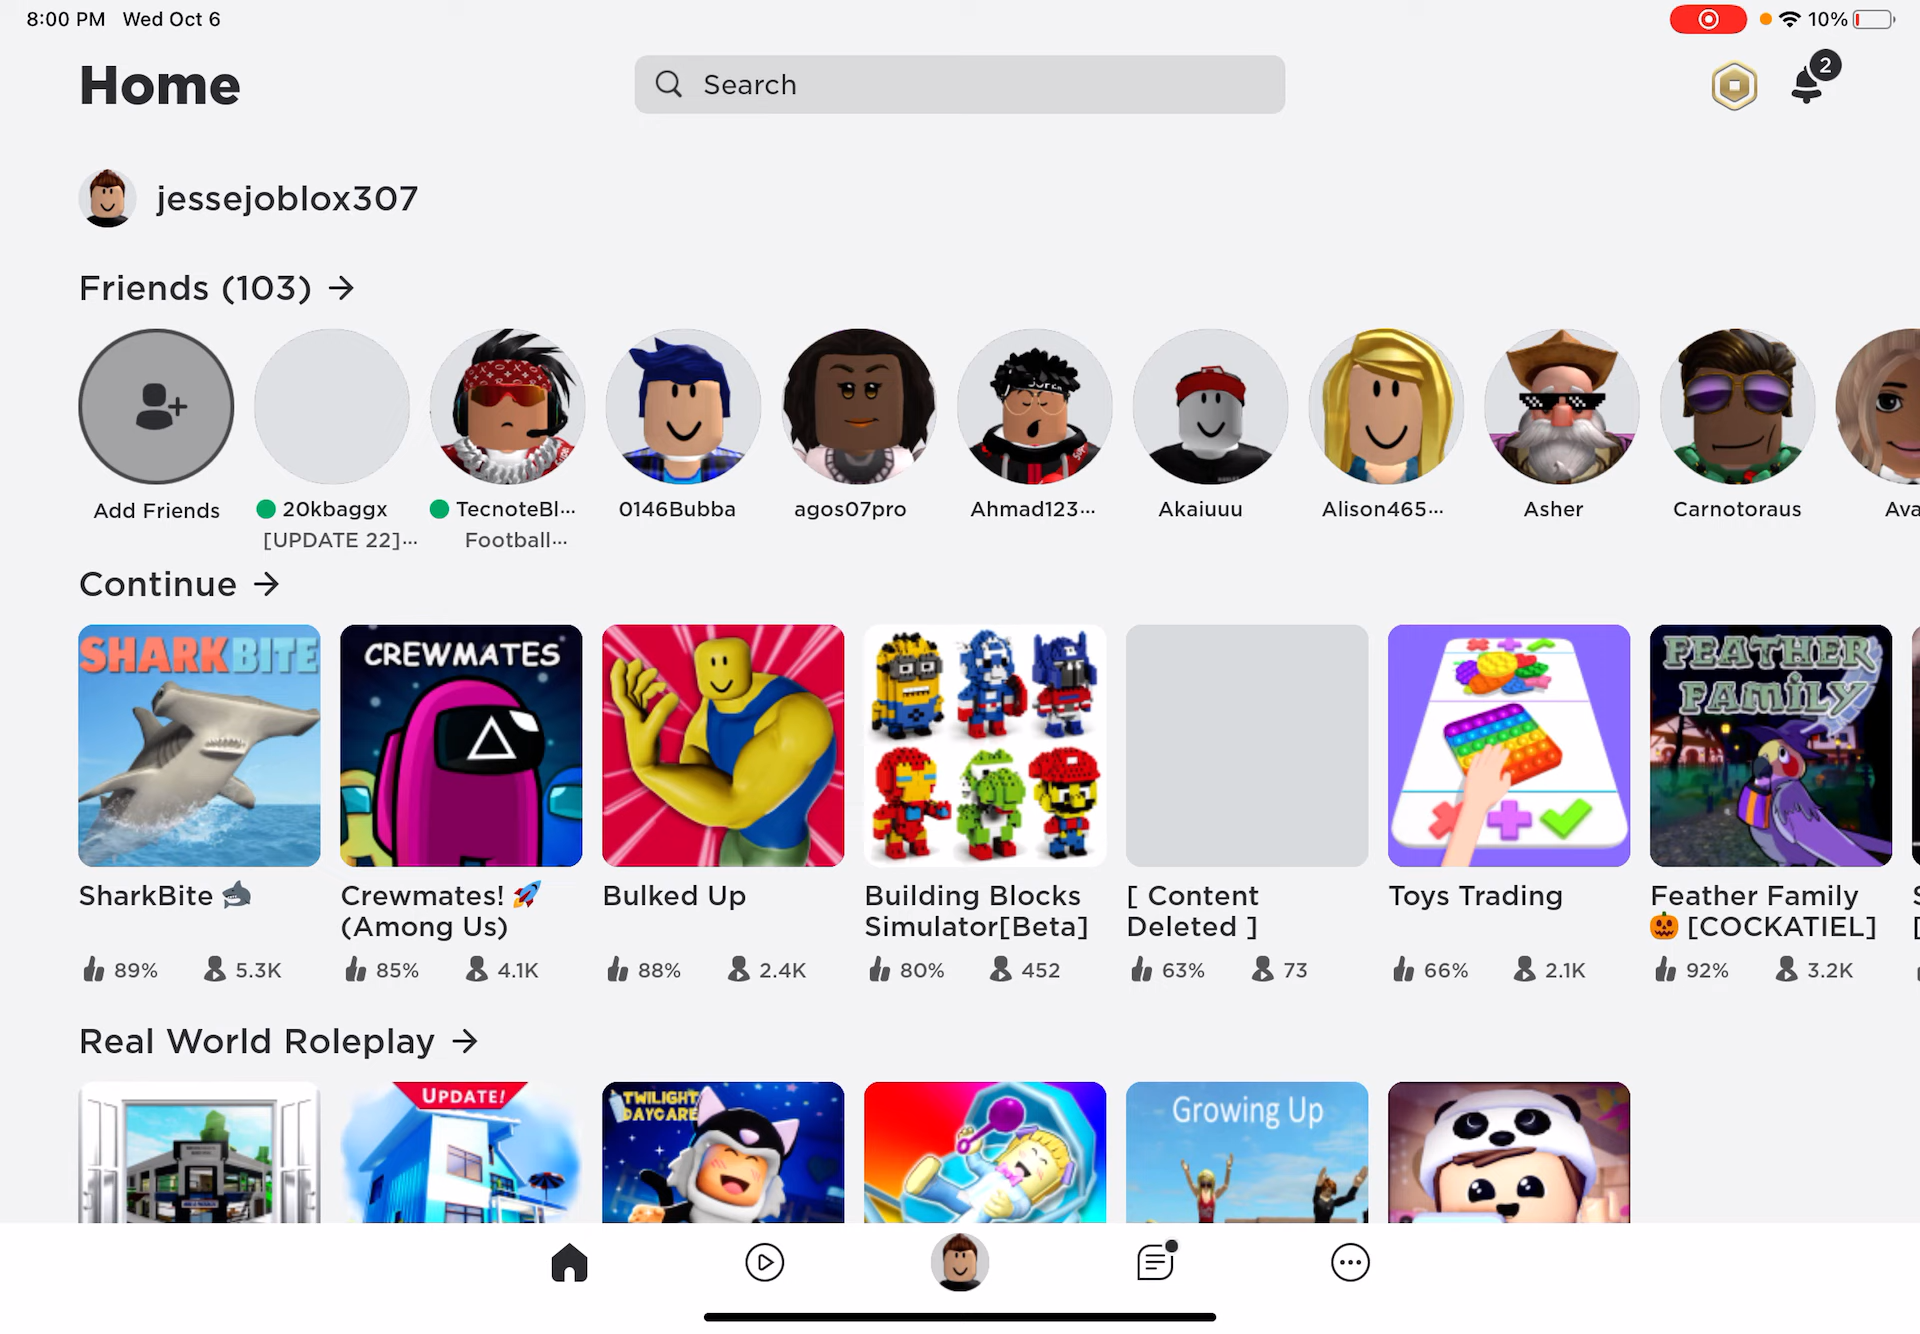 8:00 PM Wed Oct 6
10%
Home
Search
2
jessejoblox307
Friends (103) →
Add Friends
20kbaggx
[UPDATE 22]...
TecnoteBl...
Football...
0146Bubba
agos07pro
Ahmad123...
Akaiuuu
Alison465...
Asher
Carnotoraus
Ava
Continue →
SHARKBITE
CREWMATES
FEATHER
FAMILY
SharkBite
89% 5.3K
Crewmates!
(Among Us)
85% 4.1K
Bulked Up
88% 2.4K
Building Blocks
Simulator[Beta]
80% 452
[ Content
Deleted ]
63% 73
Toys Trading
66% 2.1K
Feather Family
🎃 [COCKATIEL]
92% 3.2K
Real World Roleplay →
UPDATE!
TWILIGHT
DAYCARE
Growing Up